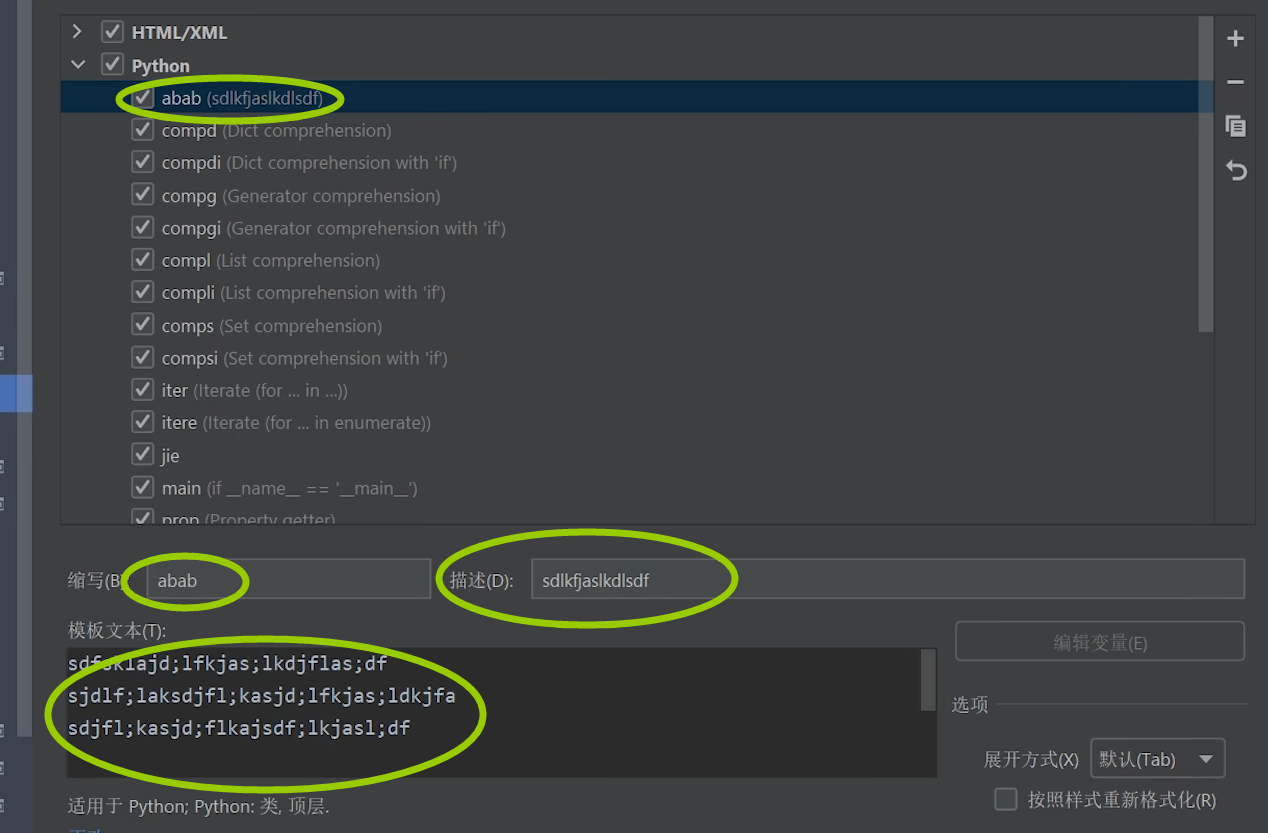 HTML/XML
Python
abab (sdlkfjaslkdlsdf)
compd (Dict comprehension)
compdi (Dict comprehension with 'if')
compg (Generator comprehension)
compgi (Generator comprehension with 'if')
compl (List comprehension)
compli (List comprehension with 'if')
comps (Set comprehension)
compsi (Set comprehension with 'if')
iter (Iterate (for ... in ...))
itere (Iterate (for ... in enumerate))
jie
main (if __name__ == '__main__')
prop (Property getter)
缩写(B) abab 描述(D): sdlkfjaslkdlsdf
模板文本(T):
编辑变量(E)
sdfsklajd;lfkjas;lkdjflas;df
sjdlf;laksdjfl;kasjd;lfkjas;ldkjfa
sdjfl;kasjd;flkajsdf;lkjasl;df
选项
展开方式(X) 默认(Tab)
按照样式重新格式化(R)
适用于 Python; Python: 类, 顶层.